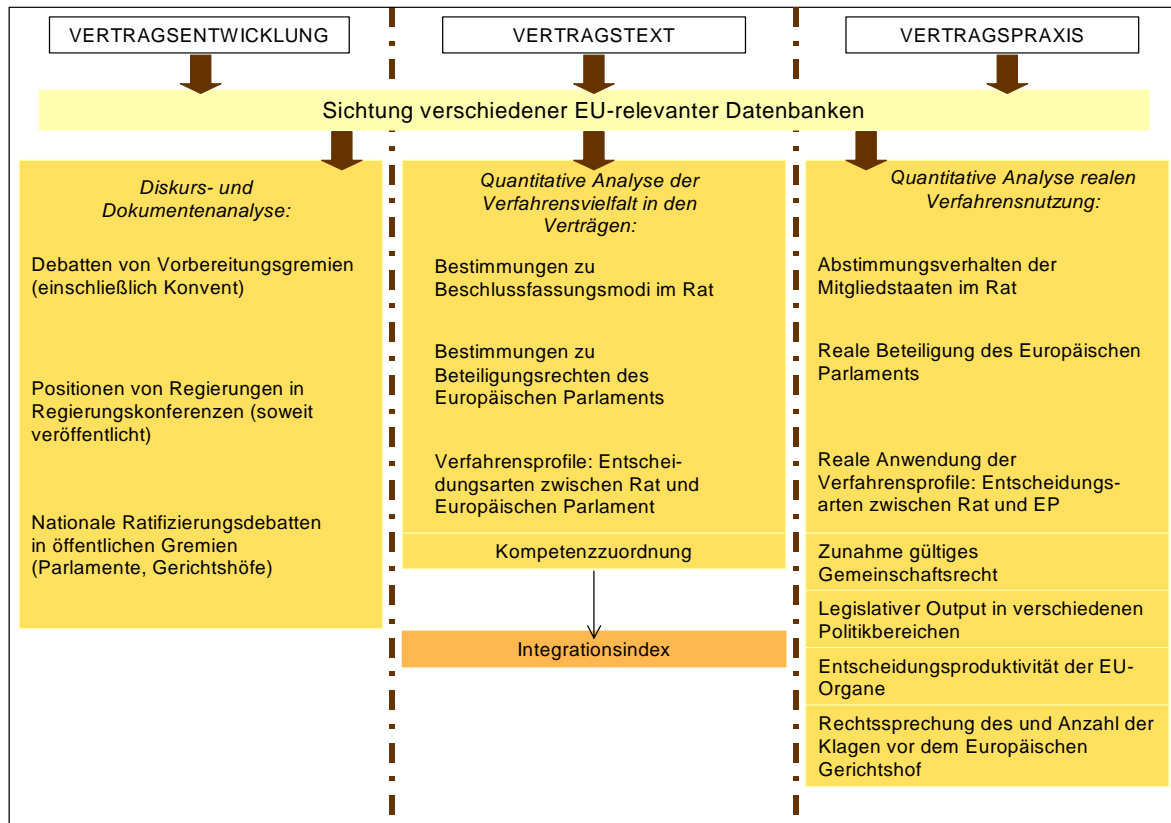 VERTRAGSENTWICKLUNG
VERTRAGSTEXT
VERTRAGSPRAXIS
Sichtung verschiedener EU-relevanter Datenbanken
Diskurs- und
Dokumentenanalyse:
Debatten von Vorbereitungsgremien
(einschließlich Konvent)
Positionen von Regierungen in
Regierungskonferenzen (soweit
veröffentlicht)
Nationale Ratifizierungsdebatten
in öffentlichen Gremien
(Parlamente, Gerichtshöfe)
Quantitative Analyse der
Verfahrensvielfalt in den
Verträgen:
Bestimmungen zu
Beschlussfassungsmodi im Rat
Bestimmungen zu
Beteiligungsrechten des
Europäischen Parlaments
Verfahrensprofile: Entschei-
dungsarten zwischen Rat und
Europäischen Parlament
Kompetenzzuordnung
Integrationsindex
Quantitative Analyse realen
Verfahrensnutzung:
Abstimmungsverhalten der
Mitgliedstaaten im Rat
Reale Beteiligung des Europäischen
Parlaments
Reale Anwendung der
Verfahrensprofile: Entscheidungs-
arten zwischen Rat und EP
Zunahme gültiges
Gemeinschaftsrecht
Legislativer Output in verschiedenen
Politikbereichen
Entscheidungsproduktivität der EU-
Organe
Rechtssprechung des und Anzahl der
Klagen vor dem Europäischen
Gerichtshof